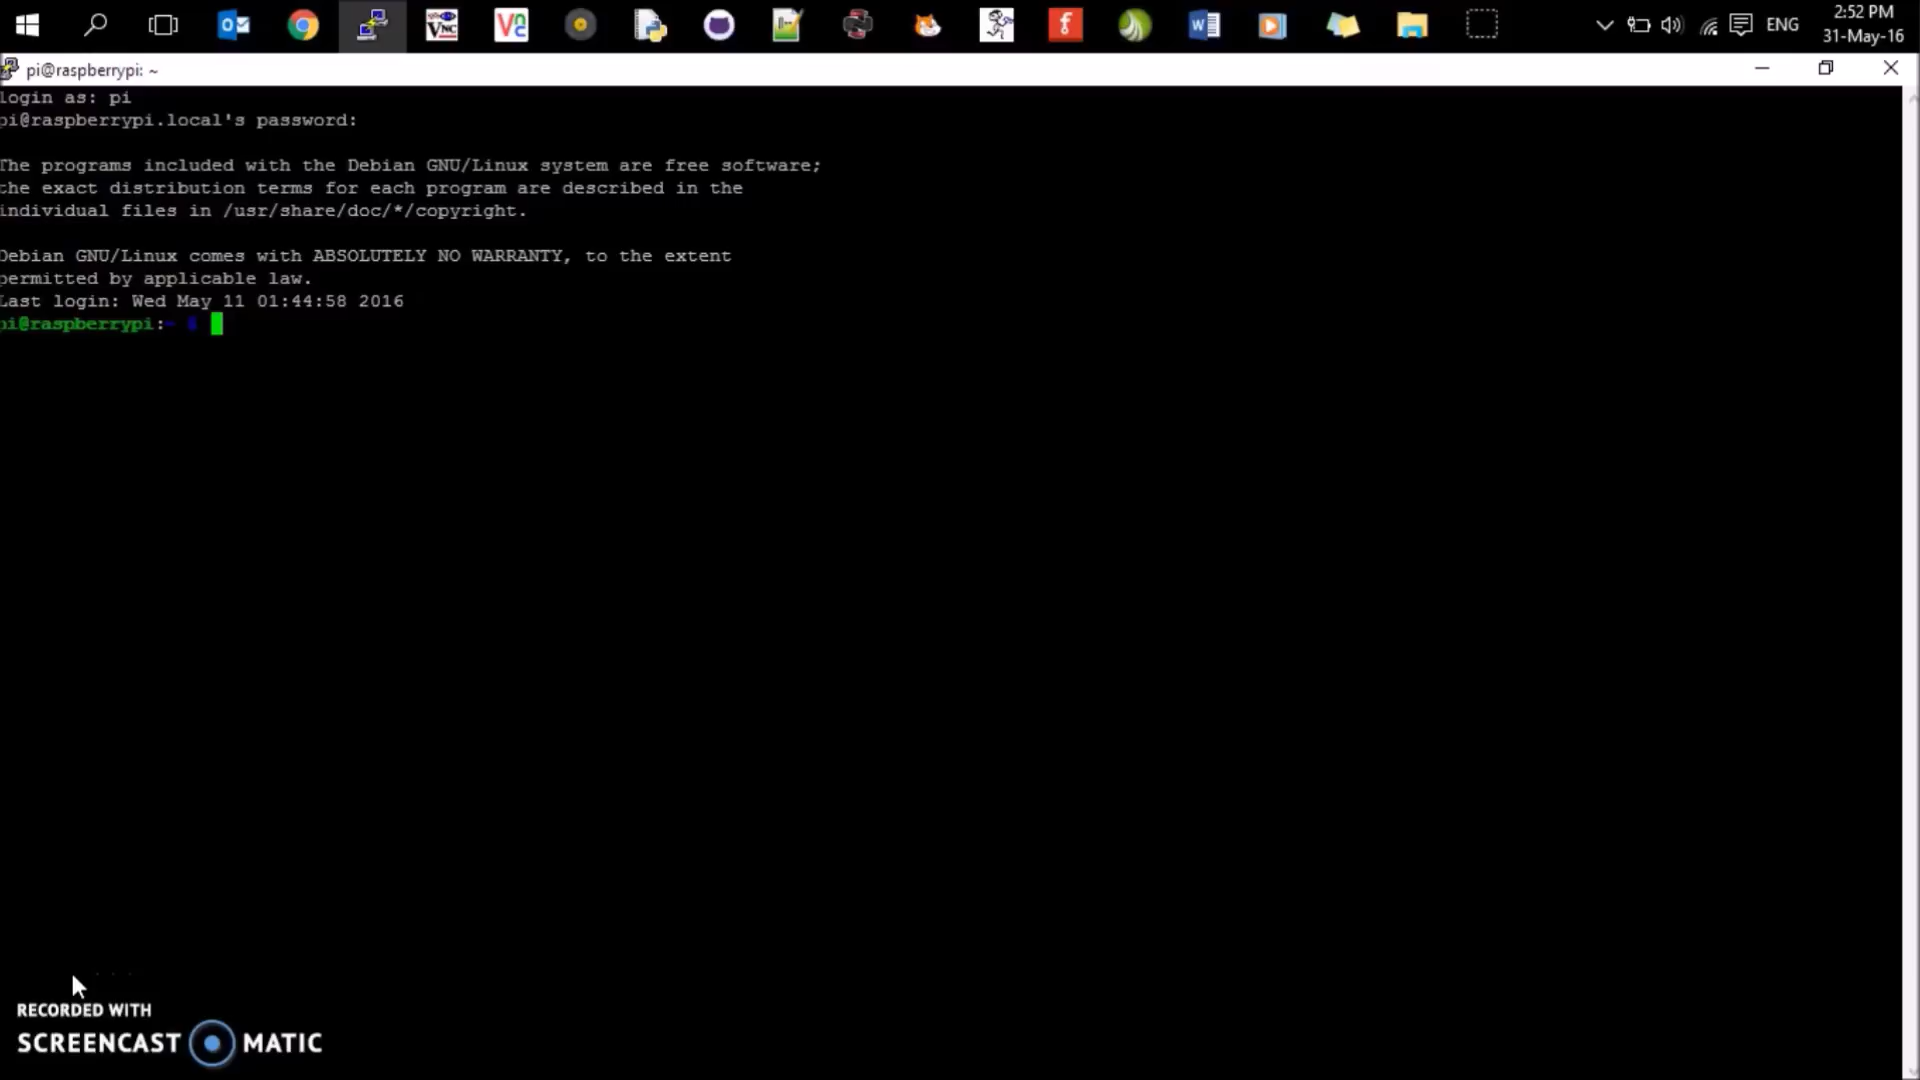 2:52 PM
ENG
31-May-16
pi@raspberrypi: ~
login as: pi
pi@raspberrypi.local's password:
The programs included with the Debian GNU/Linux system are free software;
the exact distribution terms for each program are described in the
individual files in /usr/share/doc/*/copyright.
Debian GNU/Linux comes with ABSOLUTELY NO WARRANTY, to the extent
permitted by applicable law.
Last login: Wed May 11 01:44:58 2016
pi@raspberrypi:~ $
RECORDED WITH
SCREENCAST MATIC